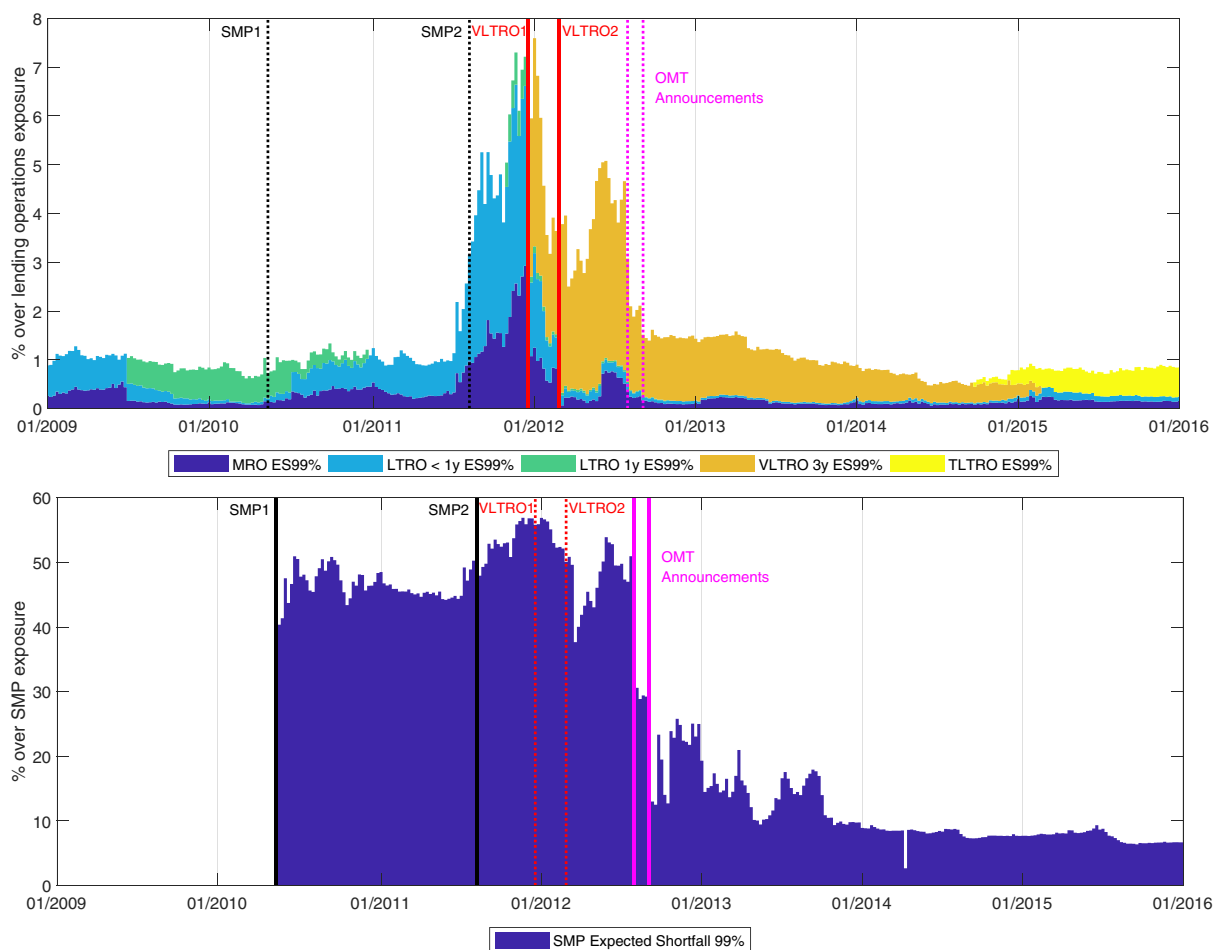 8
7
6
5
4
3
2
1
0
% over lending operations exposure
SMP1
SMP2
VLTRO1
VLTRO2
OMT
Announcements
01/2009
01/2010
01/2011
01/2012
01/2013
01/2014
01/2015
01/2016
MRO ES99%
LTRO < 1y ES99%
LTRO 1y ES99%
VLTRO 3y ES99%
TLTRO ES99%
60
50
40
30
20
10
0
% over SMP exposure
SMP1
SMP2
VLTRO1
VLTRO2
OMT
Announcements
01/2009
01/2010
01/2011
01/2012
01/2013
01/2014
01/2015
01/2016
SMP Expected Shortfall 99%